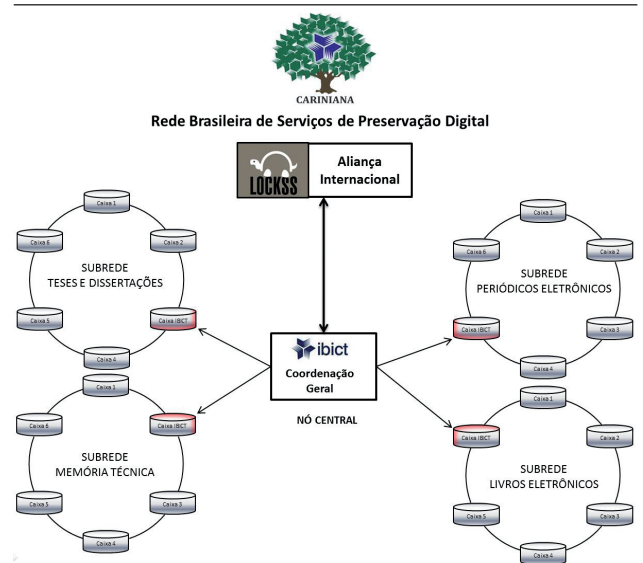 CARINIANA
Rede Brasileira de Serviços de Preservação Digital
LOCKSS
Aliança
Internacional
Caixa 1
Caixa 6
Caixa 2
SUBREDE
TESES E DISSERTAÇÕES
Caixa 5
Caixa IBICT
Caixa 4
Caixa 1
Caixa 6
Caixa 2
SUBREDE
PERIÓDICOS ELETRÔNICOS
Caixa IBICT
Caixa 3
Caixa 4
ibict
Coordenação
Geral
NÓ CENTRAL
Caixa 1
Caixa 6
Caixa IBICT
SUBREDE
MEMÓRIA TÉCNICA
Caixa 5
Caixa 3
Caixa 4
Caixa 1
Caixa IBICT
Caixa 2
SUBREDE
LIVROS ELETRÔNICOS
Caixa 5
Caixa 3
Caixa 4